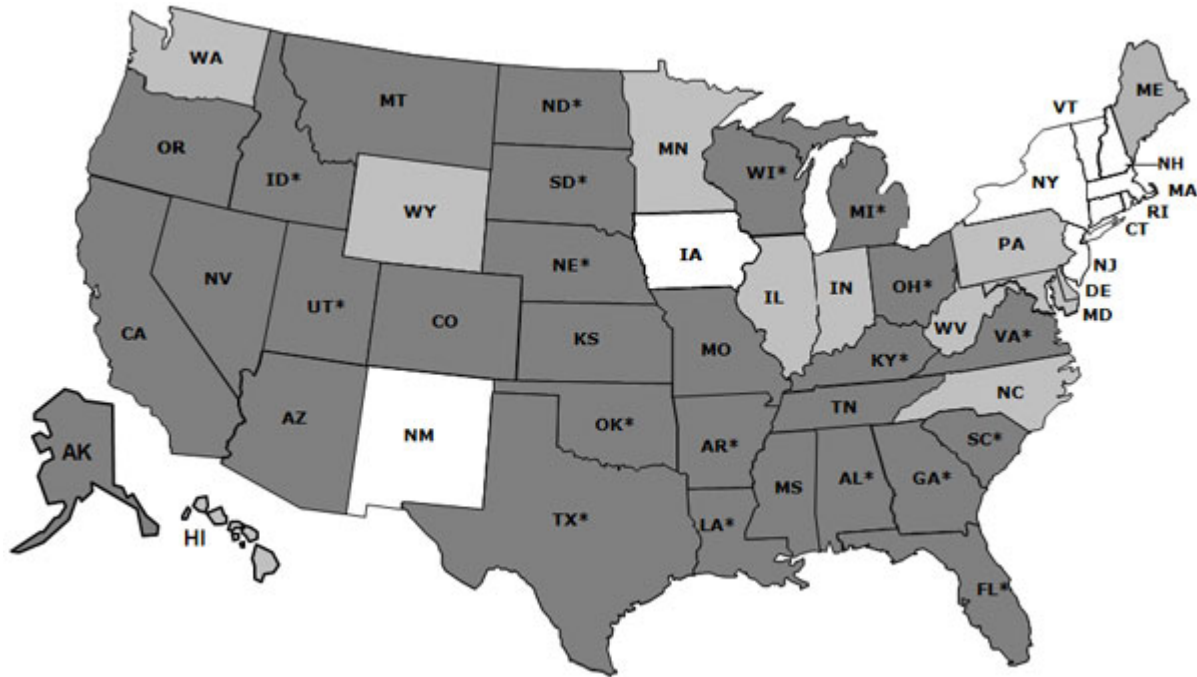 WA
ME
VT
MT
ND*
MN
OR
NH
WI*
ID*
SD*
NY
MA
MI*
WY
RI
CT
PA
IA
NE*
NJ
NV
IL
IN
OH*
DE
UT*
CO
MD
WV
CA
KS
VA*
MO
KY*
NC
TN
AZ
OK*
NM
SC*
AR*
AK
MS
AL*
GA*
TX*
LA*
HI
FL*